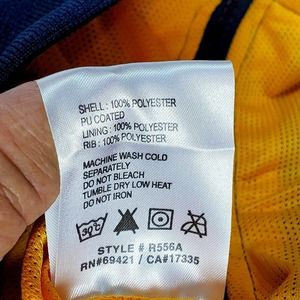 SHELL : 100% POLYESTER
PU COATED
LINING : 100% POLYESTER
RIB : 100% POLYESTER
MACHINE WASH COLD
SEPARATELY
DO NOT BLEACH
TUMBLE DRY LOW HEAT
DO NOT IRON
30°C
STYLE # R556A
RN#69421 / CA#17335